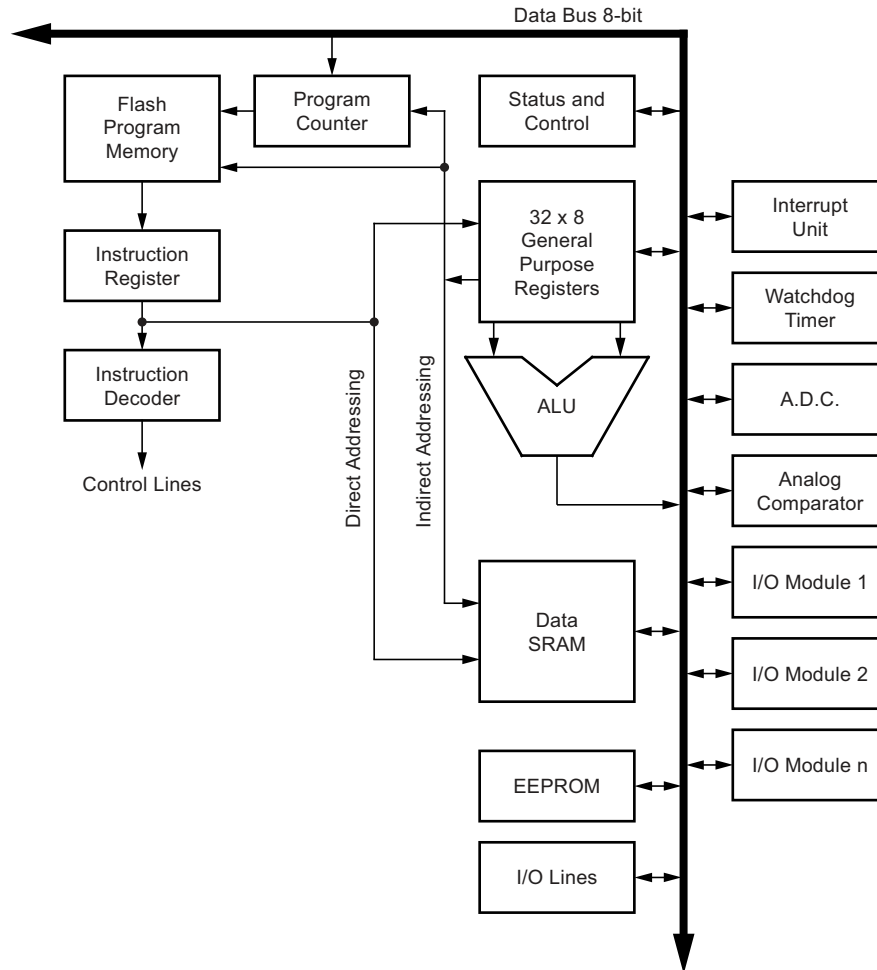 Data Bus 8-bit
Flash
Program
Memory
Program
Counter
Status and
Control
32 x 8
General
Purpose
Registers
Interrupt
Unit
Instruction
Register
Watchdog
Timer
Instruction
Decoder
ALU
A.D.C.
Control Lines
Direct Addressing
Indirect Addressing
Analog
Comparator
Data
SRAM
I/O Module 1
I/O Module 2
I/O Module n
EEPROM
I/O Lines